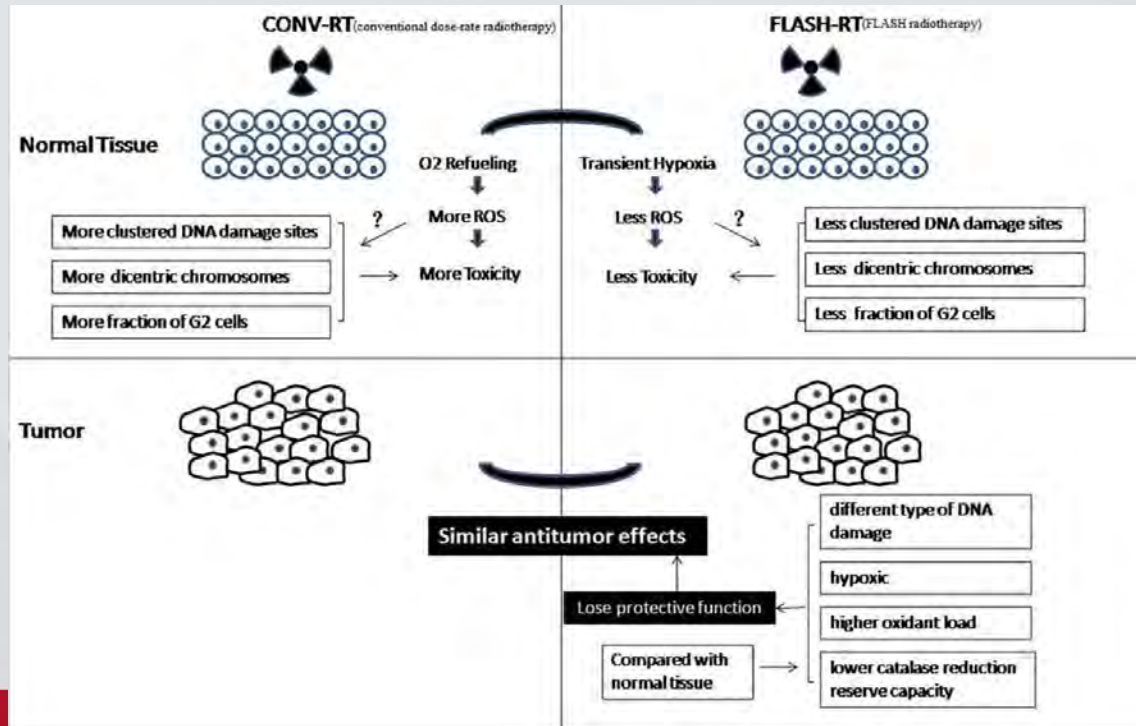 CONV-RT(conventional dose-rate radiotherapy)
FLASH-RT(FLASH radiotherapy)
Normal Tissue
O2 Refueling
Transient Hypoxia
More clustered DNA damage sites
More dicentric chromosomes
More fraction of G2 cells
?
More ROS
More Toxicity
Less ROS
Less Toxicity
?
Less clustered DNA damage sites
Less dicentric chromosomes
Less fraction of G2 cells
Tumor
Similar antitumor effects
Lose protective function
Compared with
normal tissue
different type of DNA
damage
hypoxic
higher oxidant load
lower catalase reduction
reserve capacity